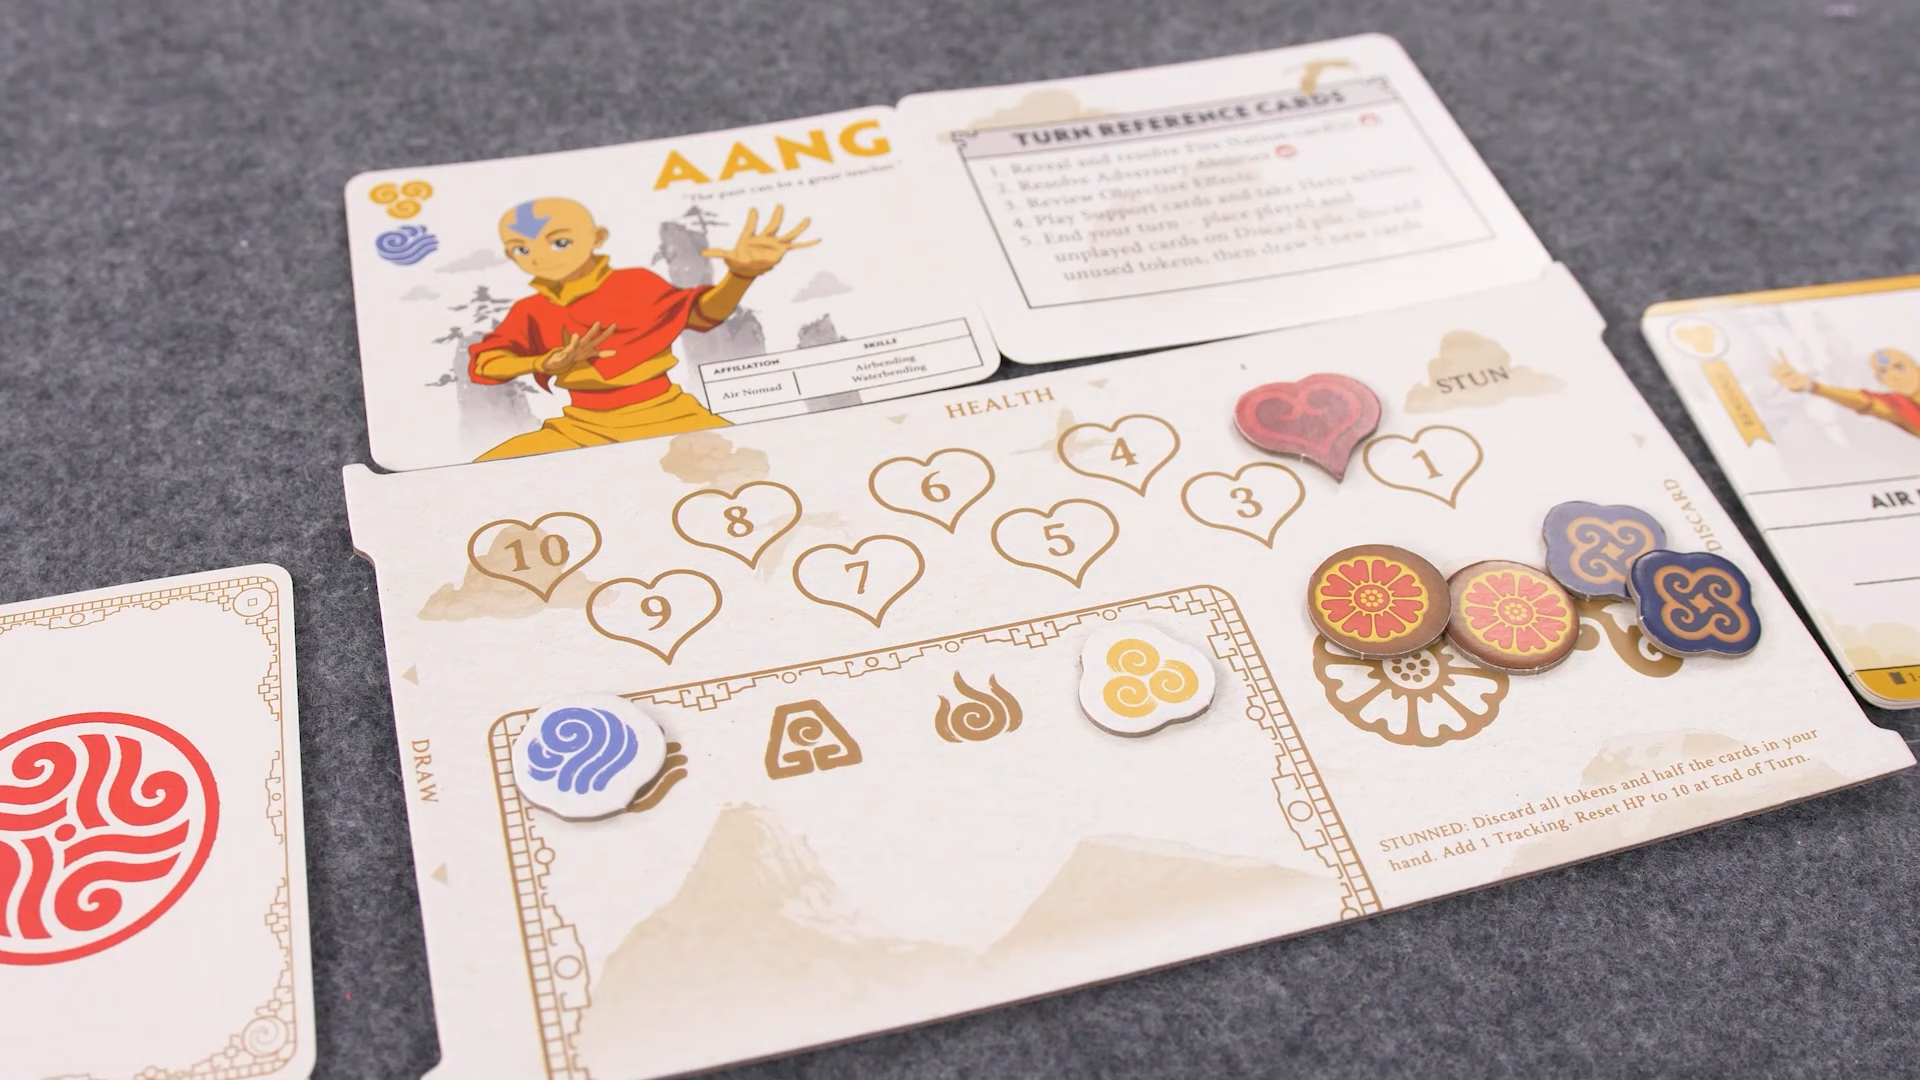 AANG
"The past can be a great teacher."
AFFILIATION SKILLS
Air Nomad Airbending
Waterbending
TURN REFERENCE CARDS
1. Reveal and resolve Fire Nation card(s)
2. Resolve Adversary Abilities
3. Review Objective Effects
4. Play Support cards and take Hero actions
5. End your turn – place played and
unplayed cards on Discard pile, discard
unused tokens, then draw 5 new cards
HEALTH
STUN
10
9
8
7
6
5
4
3
1
DRAW
DISCARD
STUNNED: Discard all tokens and half the cards in your
hand. Add 1 Tracking. Reset HP to 10 at End of Turn.
AIR